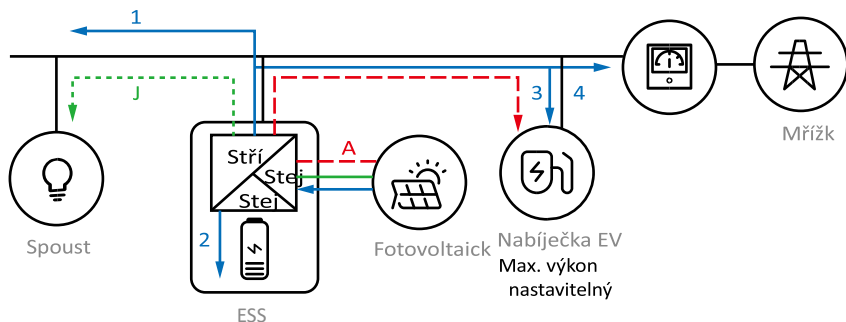 1
J
3
4
Mřížk
Stří
Stej
Stej
A
2
Spoust
Fotovoltaick
Nabíječka EV
Max. výkon
nastavitelný
ESS